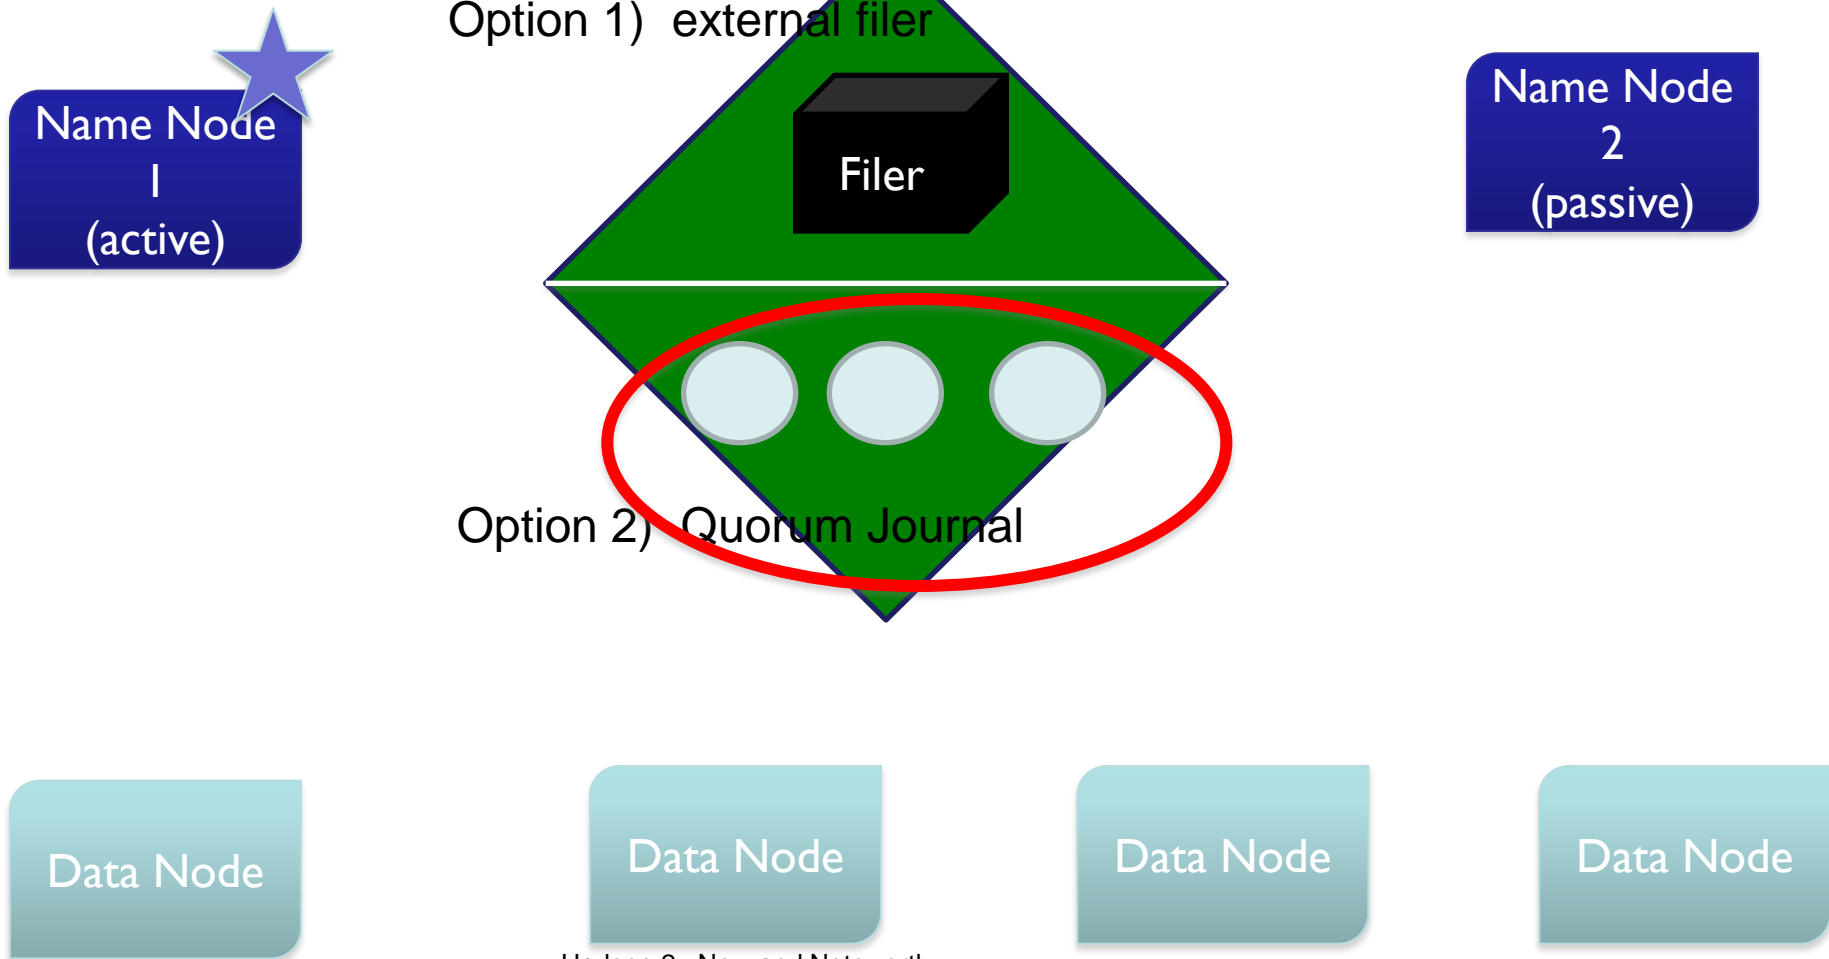 Option 1) external filer
Name Node
1
(active)
Filer
Name Node
2
(passive)
Option 2) Quorum Journal
Data Node
Data Node
Data Node
Data Node